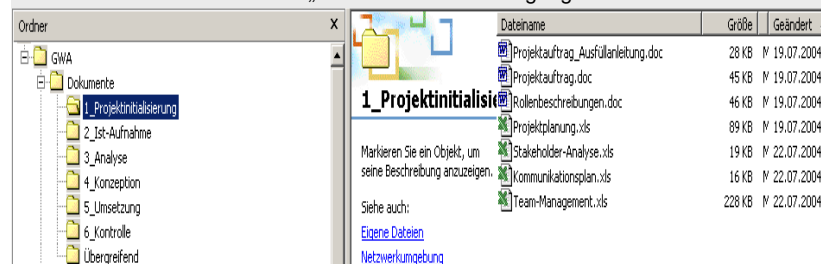 Ordner x
GWA
Dokumente
1_Projektinitialisierung
2_Ist-Aufnahme
3_Analyse
4_Konzeption
5_Umsetzung
6_Kontrolle
Übergreifend
1_Projektinitialisie
Markieren Sie ein Objekt, um
seine Beschreibung anzuzeigen.
Siehe auch:
Eigene Dateien
Netzwerkumgebung
Dateiname Größe Geändert
Projektauftrag_Ausfüllanleitung.doc 28 KB 19.07.2004
Projektauftrag.doc 45 KB 19.07.2004
Rollenbeschreibungen.doc 46 KB 19.07.2004
Projektplanung.xls 89 KB 19.07.2004
Stakeholder-Analyse.xls 19 KB 22.07.2004
Kommunikationsplan.xls 16 KB 22.07.2004
Team-Management.xls 228 KB 22.07.2004